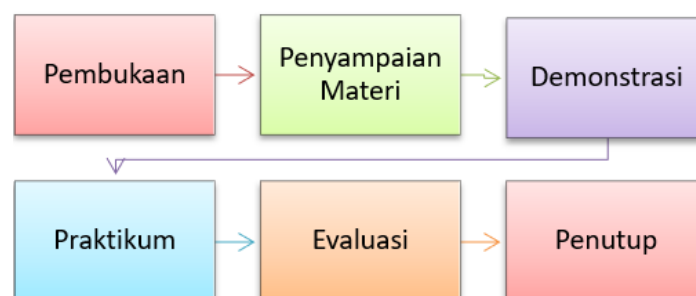 Pembukaan
Penyampaian
Materi
Demonstrasi
Praktikum
Evaluasi
Penutup